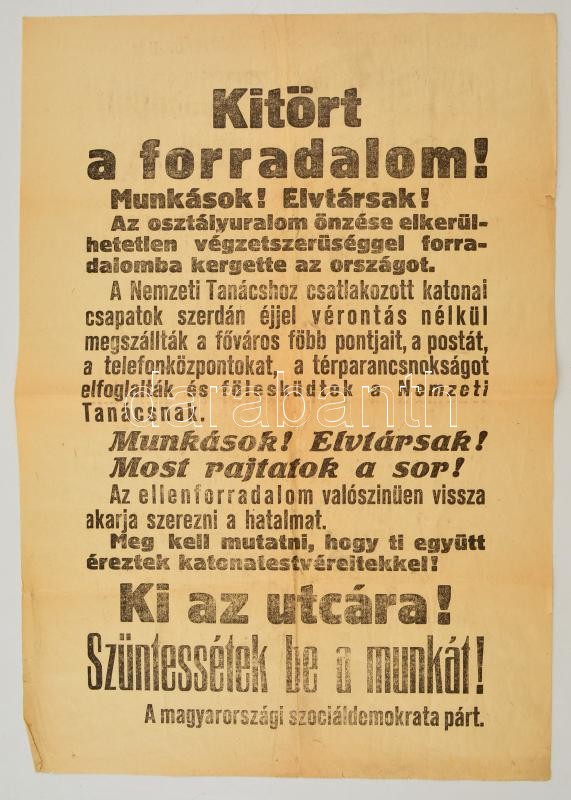 Kitört
a forradalom!
Munkások! Elvtársak!
Az osztályuralom önzése elkerül-
hetetlen végzetszerüséggel forra-
dalomba kergette az országot.
A Nemzeti Tanácshoz csatlakozott katonai
csapatok szerdán éjjel vérontás nélkül
megszállták a főváros főbb pontjait, a postát,
a telefonközpontokat, a térparancsnokságot
elfoglalták és fölesküdtek a Nemzeti
Tanácsnak.
darabanth
Munkások! Elvtársak!
Most rajtatok a sor!
Az ellenforradalom valószinüen vissza
akarja szerezni a hatalmat.
Meg kell mutatni, hogy ti együtt
éreztek katonatestvéreitekkel!
Ki az utcára!
Szüntessétek be a munkát!
A magyarországi szociáldemokrata párt.